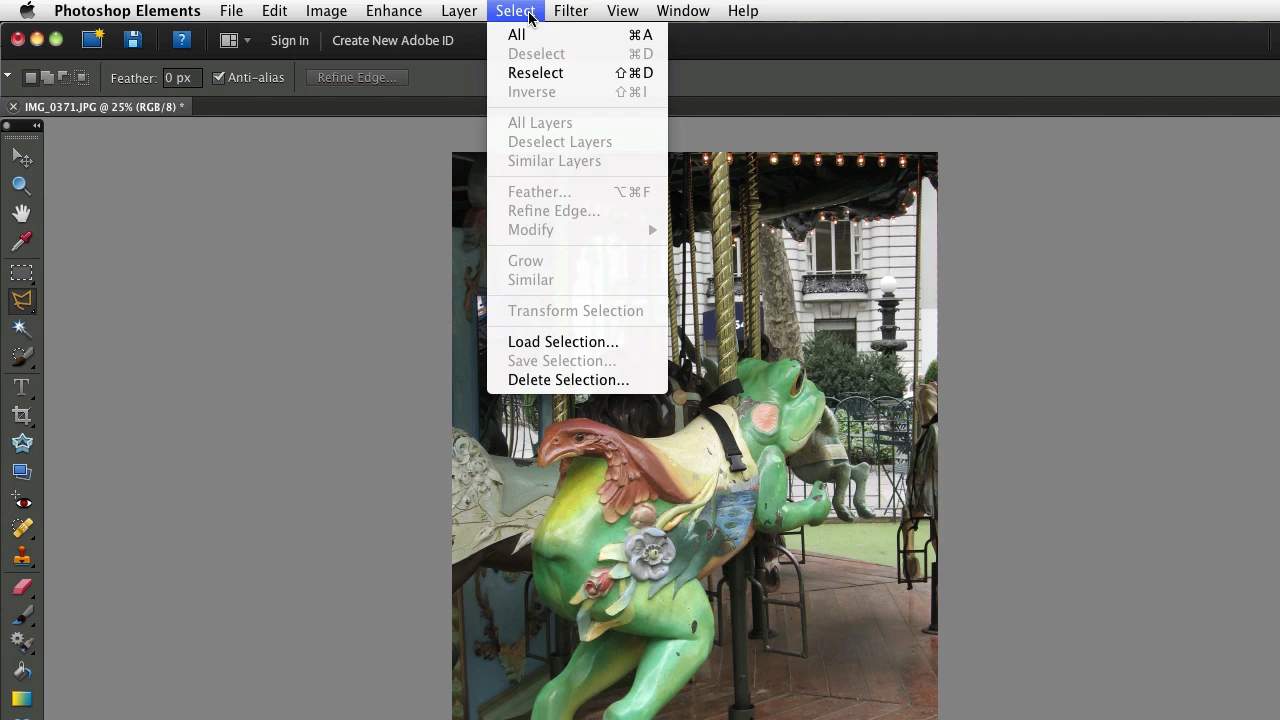 Photoshop Elements File Edit Image Enhance Layer Select Filter View Window Help
Sign In Create New Adobe ID
Feather: 0 px Anti-alias Refine Edge...
IMG_0371.JPG @ 25% (RGB/8) *
All ⌘A
Deselect ⌘D
Reselect ⇧⌘D
Inverse ⇧⌘I
All Layers
Deselect Layers
Similar Layers
Feather... ⌥⌘F
Refine Edge...
Modify
Grow
Similar
Transform Selection
Load Selection...
Save Selection...
Delete Selection...